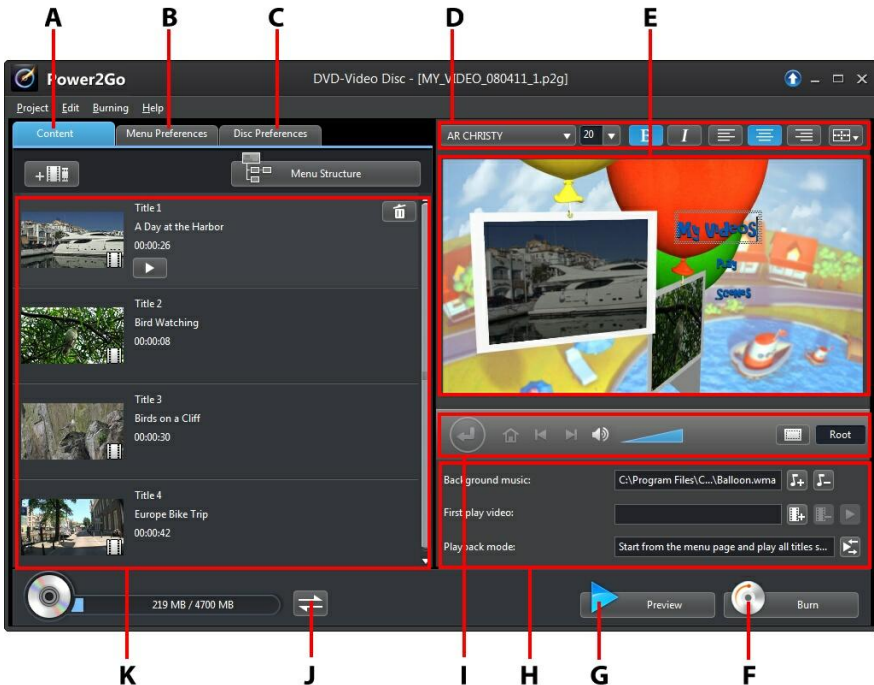 A B C D E
Power2Go DVD-Video Disc - [MY_VIDEO_080411_1.p2g]
Project Edit Burning Help
Content Menu Preferences Disc Preferences
AR CHRISTY 20 B I
Menu Structure
Title 1
A Day at the Harbor
00:00:26
Title 2
Bird Watching
00:00:08
Title 3
Birds on a Cliff
00:00:30
Title 4
Europe Bike Trip
00:00:42
My Videos
Play
Scenes
Root
Background music: C:\Program Files\C...\Balloon.wma
First play video:
Playback mode: Start from the menu page and play all titles s...
219 MB / 4700 MB
Preview
Burn
K J I H G F